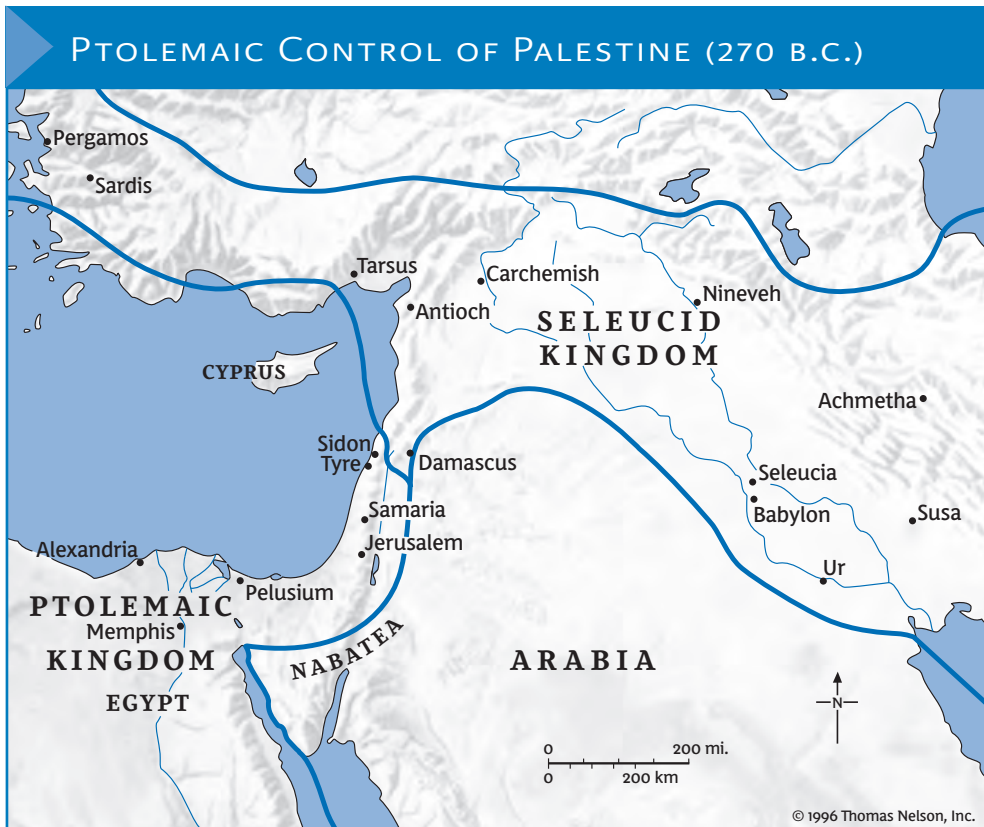 PTOLEMAIC CONTROL OF PALESTINE (270 B.C.)
Pergamos
Sardis
Tarsus
Carchemish
Nineveh
Antioch
SELEUCID
KINGDOM
CYPRUS
Achmetha
Sidon
Tyre
Damascus
Seleucia
Babylon
Susa
Samaria
Jerusalem
Alexandria
Pelusium
Ur
PTOLEMAIC
Memphis
KINGDOM
NABATEA
ARABIA
EGYPT
N
0 200 mi.
0 200 km
© 1996 Thomas Nelson, Inc.